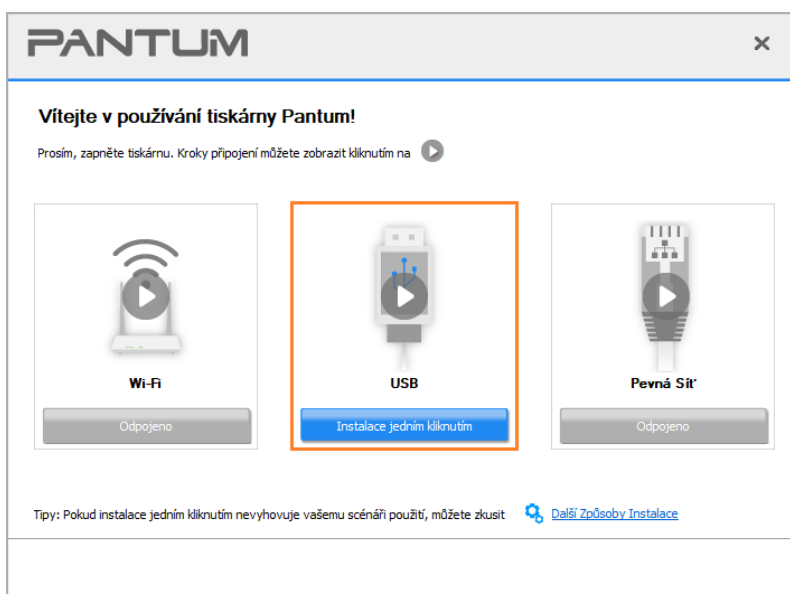 PANTUM
Vítejte v používání tiskárny Pantum!
Prosím, zapněte tiskárnu. Kroky připojení můžete zobrazit kliknutím na
Wi-Fi
USB
Pevná Síť
Odpojeno
Instalace jedním kliknutím
Odpojeno
Tipy: Pokud instalace jedním kliknutím nevyhovuje vašemu scénáři použití, můžete zkusit Další Způsoby Instalace